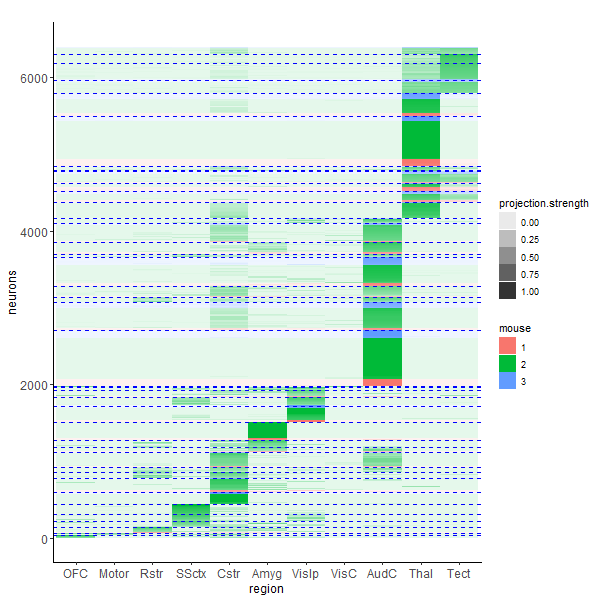 6000
4000
2000
0
neurons
OFC Motor Rstr SSctx Cstr Amyg VisIp VisC AudC Thal Tect
region
projection.strength
0.00
0.25
0.50
0.75
1.00
mouse
1
2
3